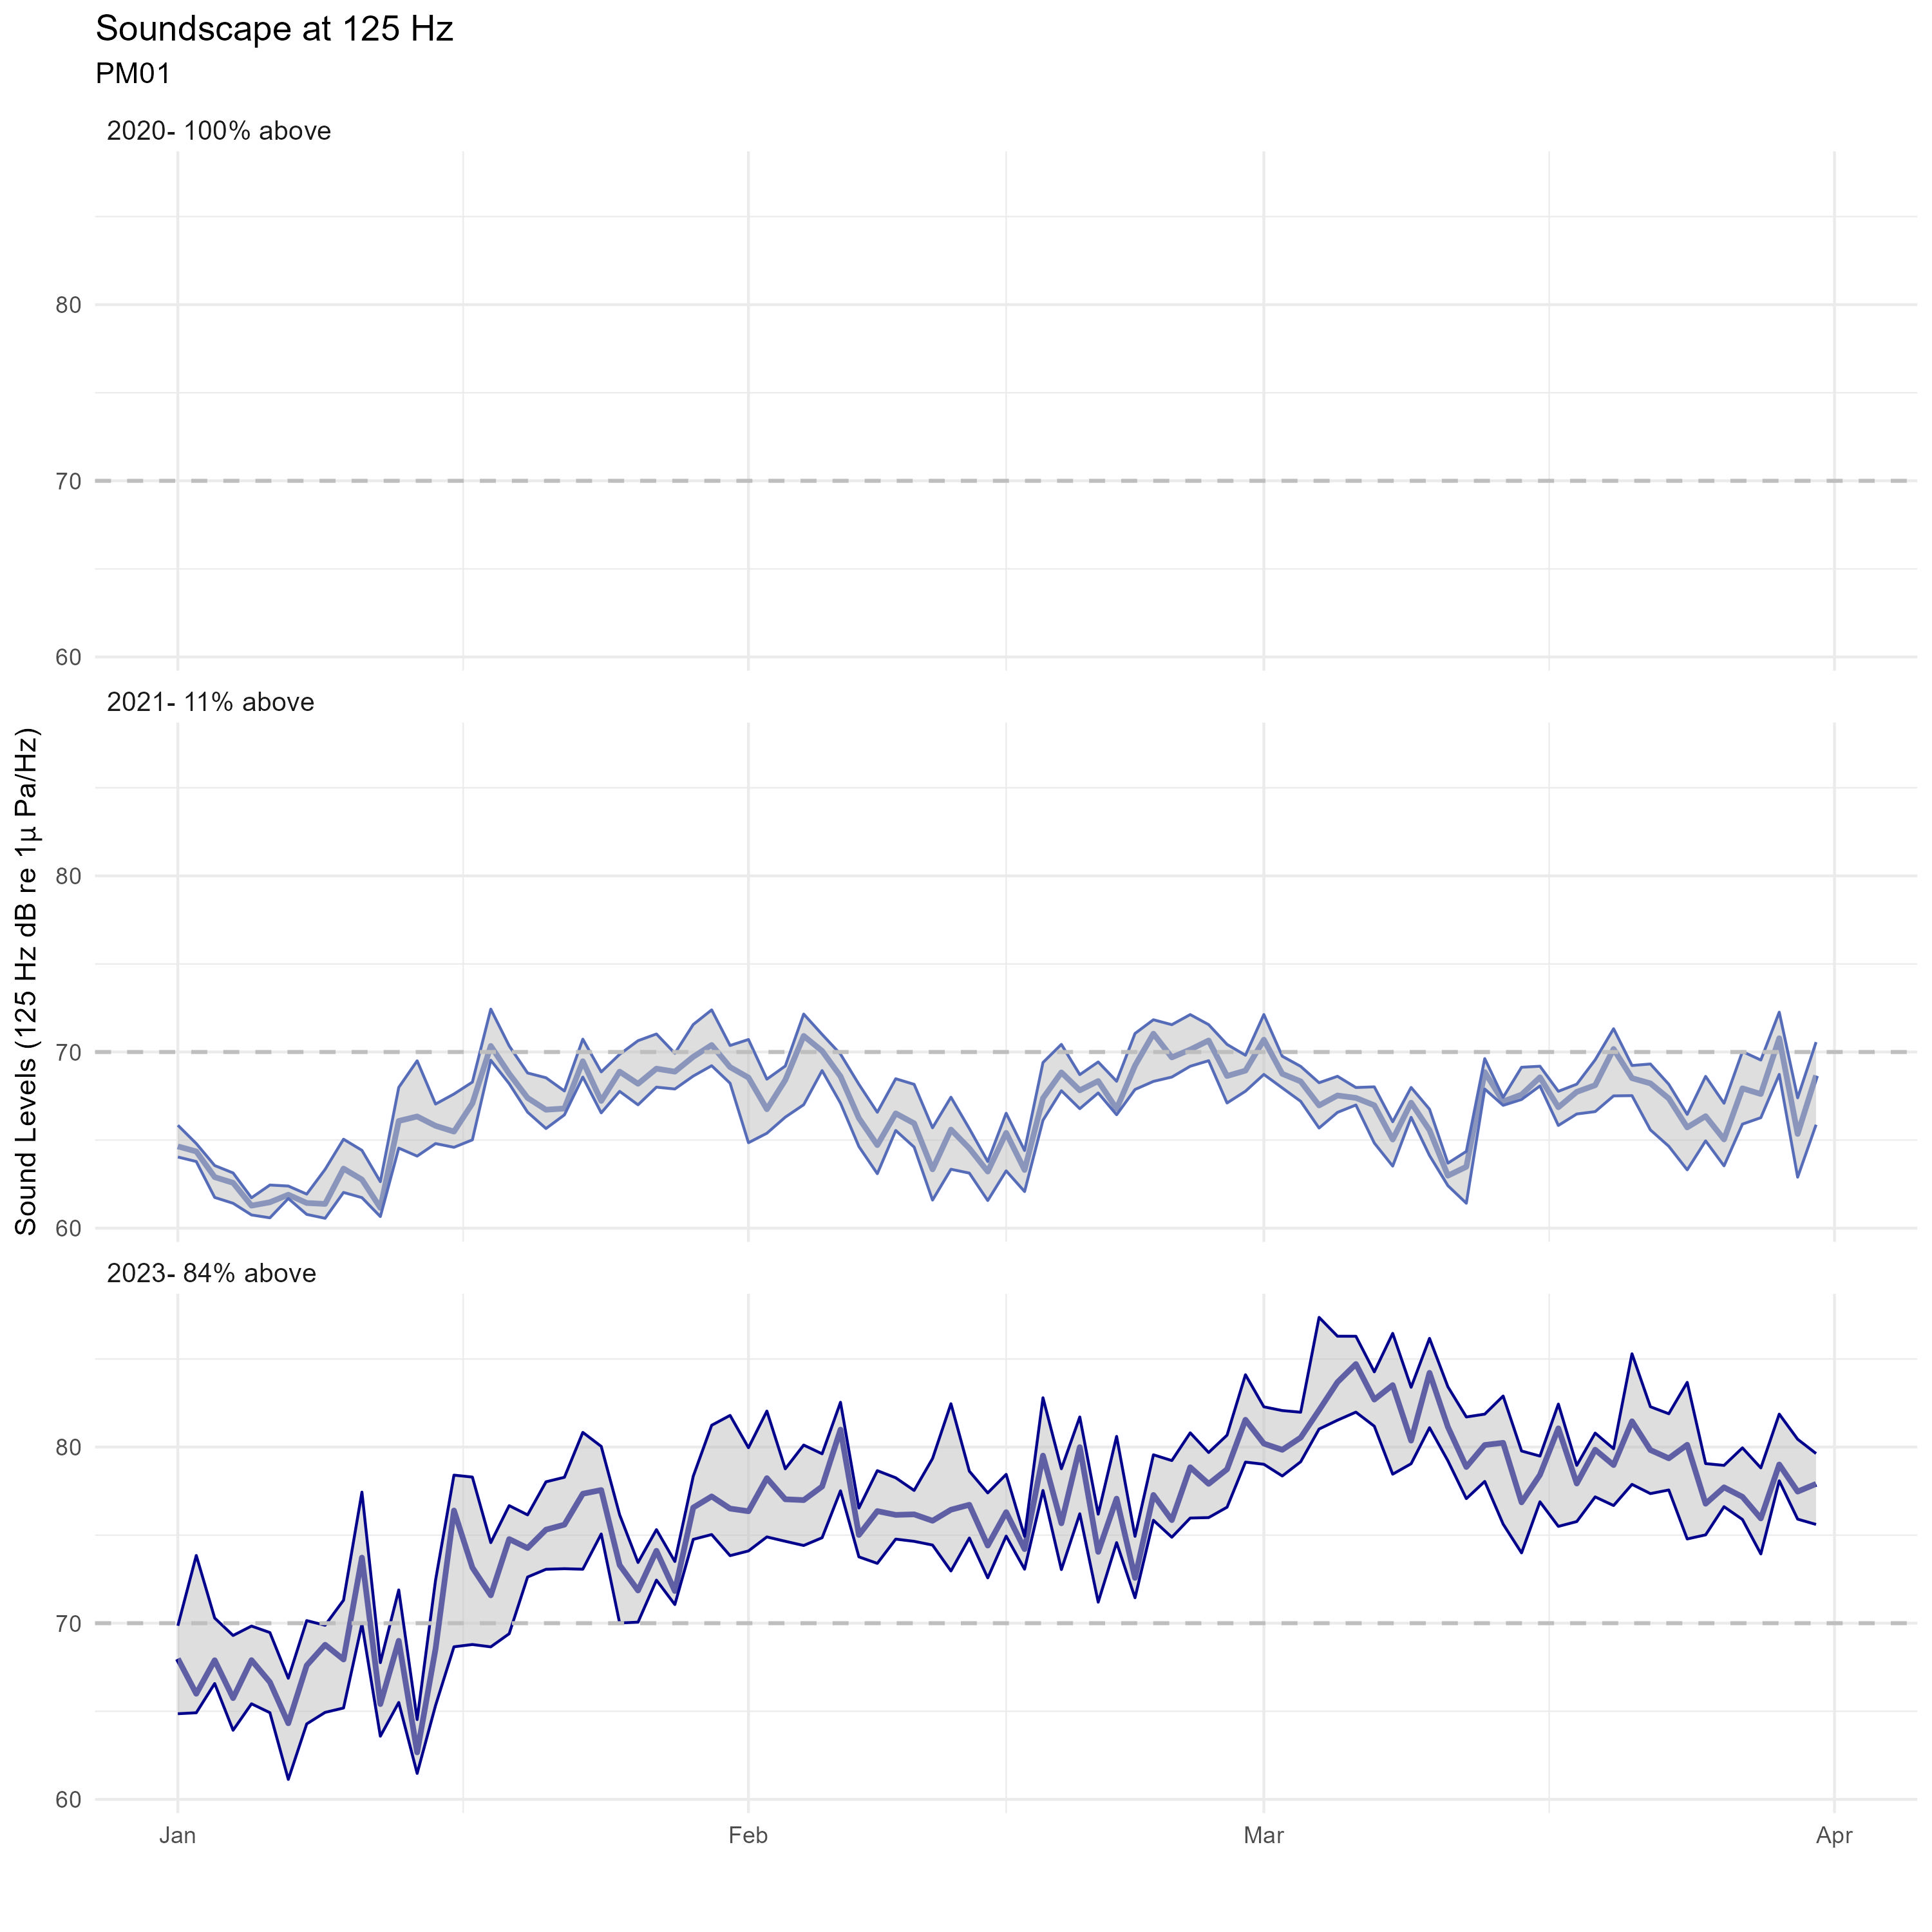 Soundscape at 125 Hz
PM01
2020- 100% above
80
70
60
2021- 11% above
80
70
60
2023- 84% above
80
70
60
Jan Feb Mar Apr
Sound Levels (125 Hz dB re 1µ Pa/Hz)